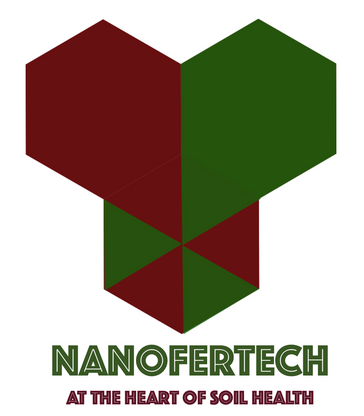 NANOFERTECH
AT THE HEART OF SOIL HEALTH